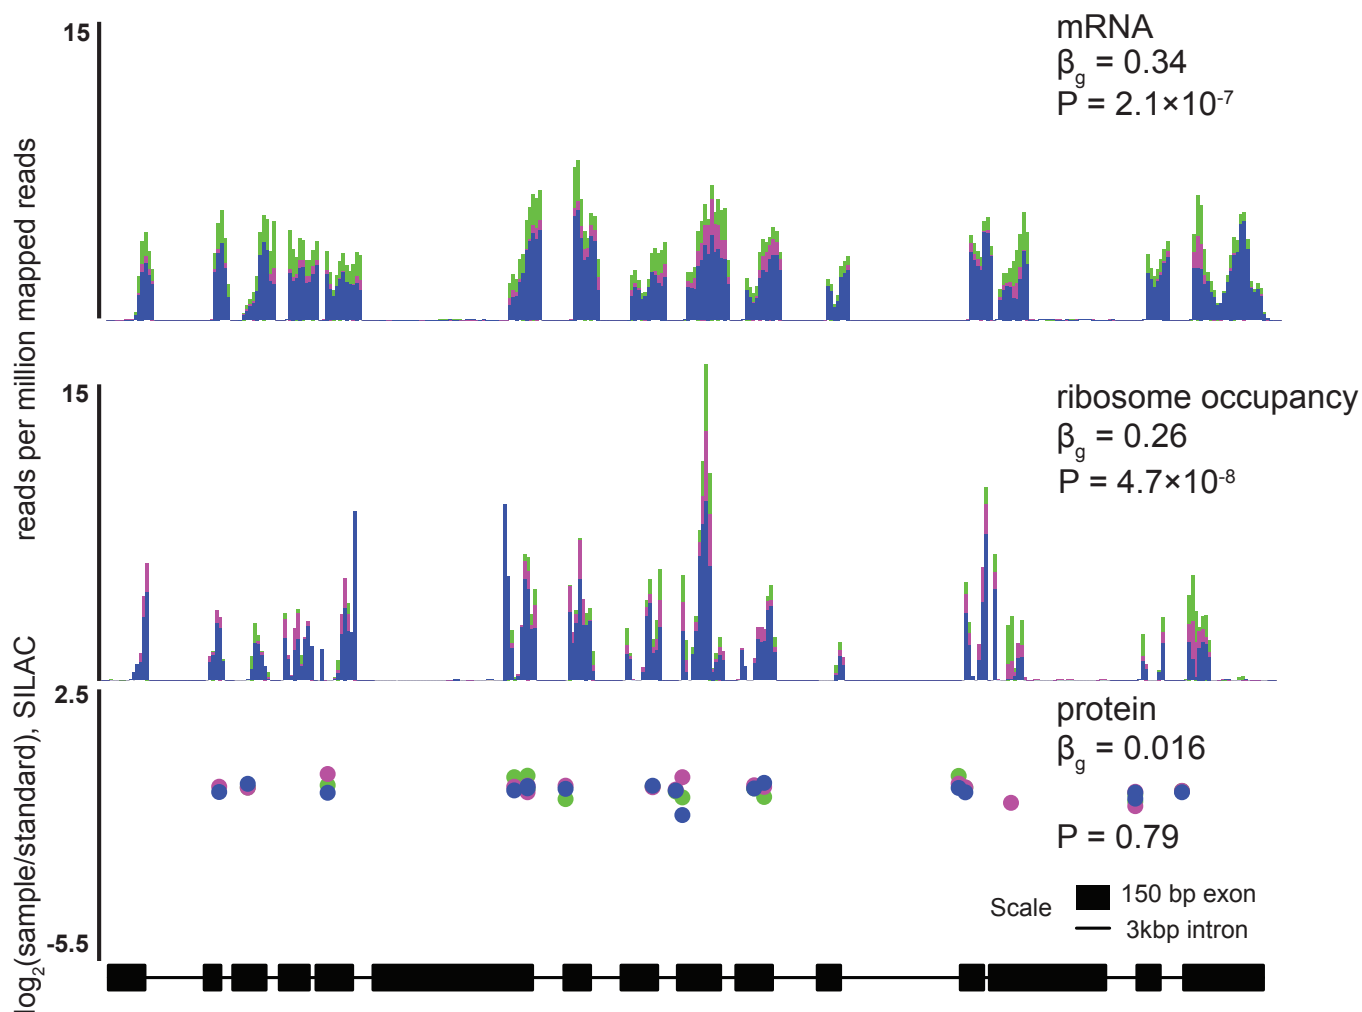 15
mRNA
βg = 0.34
P = 2.1×10-7
reads per million mapped reads
15
ribosome occupancy
βg = 0.26
P = 4.7×10-8
2.5
protein
βg = 0.016
P = 0.79
log2(sample/standard), SILAC
Scale
150 bp exon
3kbp intron
-5.5